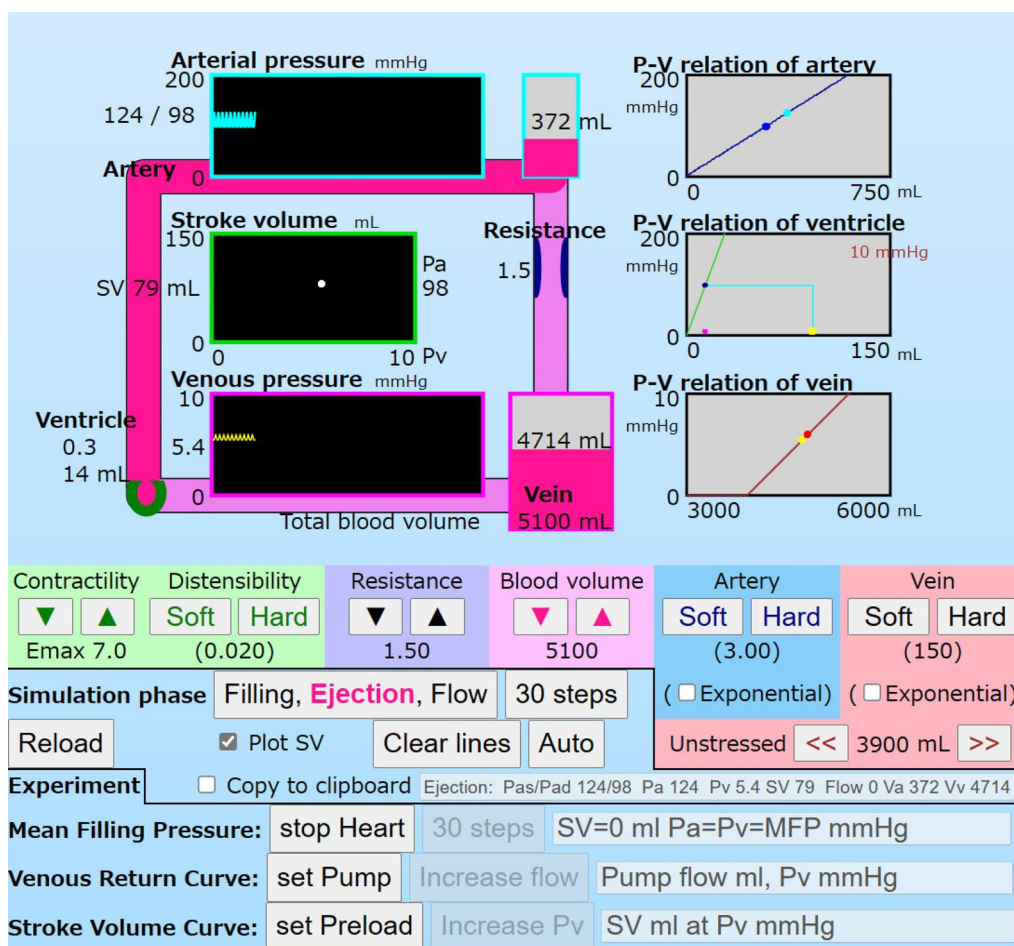 Arterial pressure mmHg
200
124 / 98
0
Artery
372 mL
P-V relation of artery
200
mmHg
0
0 750 mL
Stroke volume mL
150
SV 79 mL
0
0 10 Pv
Pa
98
Resistance
1.5
P-V relation of ventricle
200
mmHg
10 mmHg
0
0 150 mL
Venous pressure mmHg
10
5.4
0
Ventricle
0.3
14 mL
4714 mL
Vein
Total blood volume 5100 mL
P-V relation of vein
10
mmHg
0
3000 6000 mL
Contractility Distensibility Resistance Blood volume Artery Vein
▼ ▲ Soft Hard ▼ ▲ ▼ ▲ Soft Hard Soft Hard
Emax 7.0 (0.020) 1.50 5100 (3.00) (150)
Simulation phase Filling, Ejection, Flow 30 steps ( Exponential) ( Exponential)
Reload Plot SV Clear lines Auto Unstressed << 3900 mL >>
Experiment Copy to clipboard Ejection: Pas/Pad 124/98 Pa 124 Pv 5.4 SV 79 Flow 0 Va 372 Vv 4714
Mean Filling Pressure: stop Heart 30 steps SV=0 ml Pa=Pv=MFP mmHg
Venous Return Curve: set Pump Increase flow Pump flow ml, Pv mmHg
Stroke Volume Curve: set Preload Increase Pv SV ml at Pv mmHg